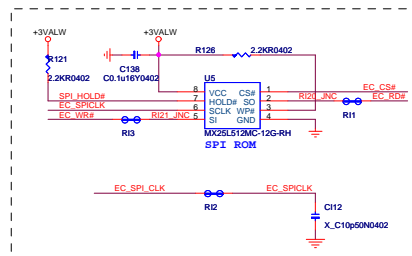 +3VALW +3VALW
R121 C138 R126 2.2KR0402
2.2KR0402 C0.1u16Y0402
U5
8 VCC CS# 1 EC_CS#
SPI_HOLD# 7 HOLD# SO 2 RI20_JNC EC_RD#
EC_SPICLK 6 SCLK WP# 3
EC_WR# RI21_JNC 5 SI GND 4
RI3 MX25L512MC-12G-RH RI1
SPI ROM
EC_SPI_CLK EC_SPICLK
RI2 CI12
X_C10p50N0402